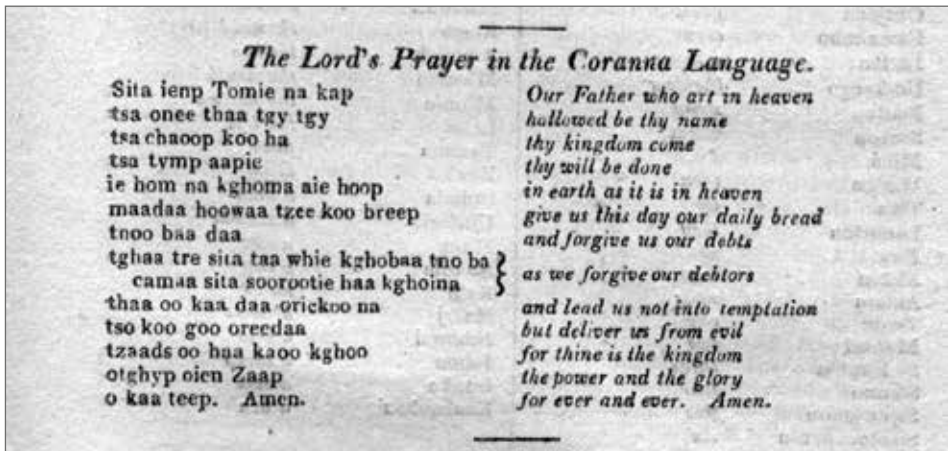 The Lord's Prayer in the Coranna Language.
Sita ienp Tomie na kap
Our Father who art in heaven
tsa onee thaa tgy tgy
hallowed be thy name
tsa chaoop koo ha
thy kingdom come
tsa tymp aapie
thy will be done
ie hom na kghoma aie hoop
in earth as it is in heaven
maadaa hoowaa tzee koo breep
give us this day our daily bread
tnoo baa daa
and forgive us our debts
tghaa tre sita taa whie kghobaa tno ba
camaa sita soorootie haa kghoina
as we forgive our debtors
thaa oo kaa daa orickoo na
and lead us not into temptation
tso koo goo oreedaa
but deliver us from evil
tzaads oo haa kaoo kghoo
for thine is the kingdom
otghyp oien Zaap
the power and the glory
o kaa teep. Amen.
for ever and ever. Amen.